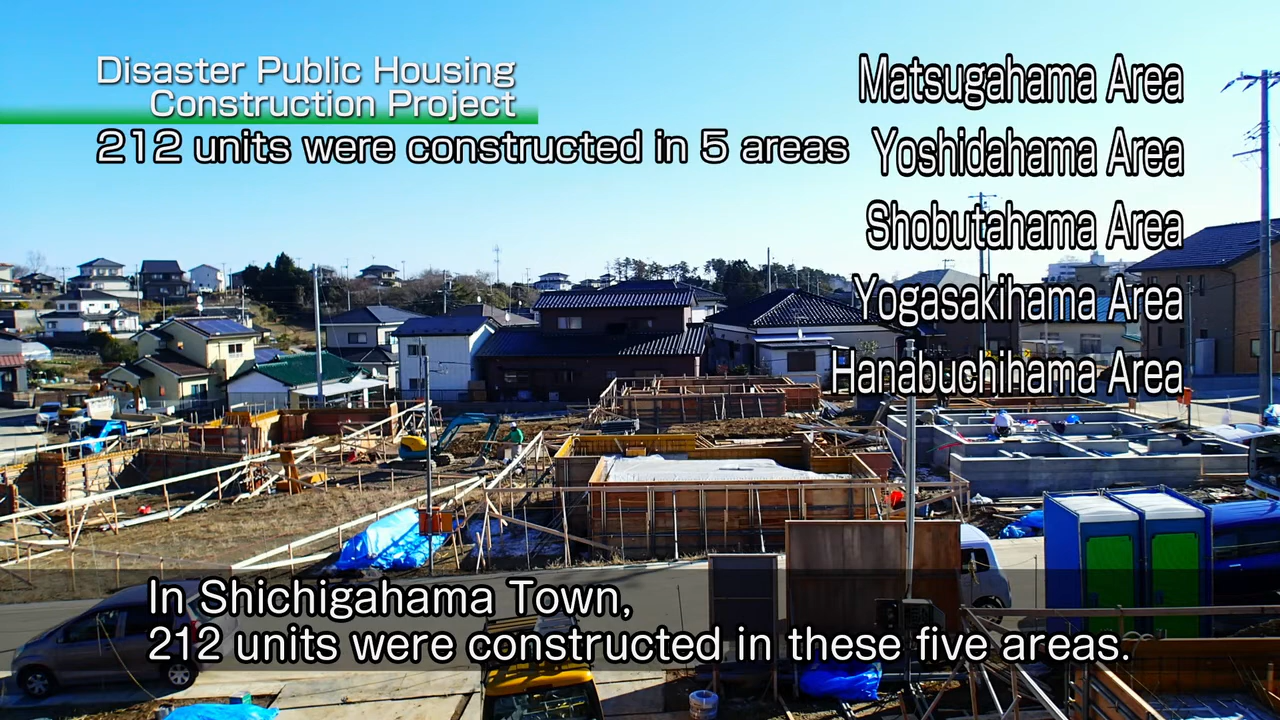 Disaster Public Housing
Construction Project
212 units were constructed in 5 areas
Matsugahama Area
Yoshidahama Area
Shobutahama Area
Yogasakihama Area
Hanabuchihama Area
In Shichigahama Town,
212 units were constructed in these five areas.